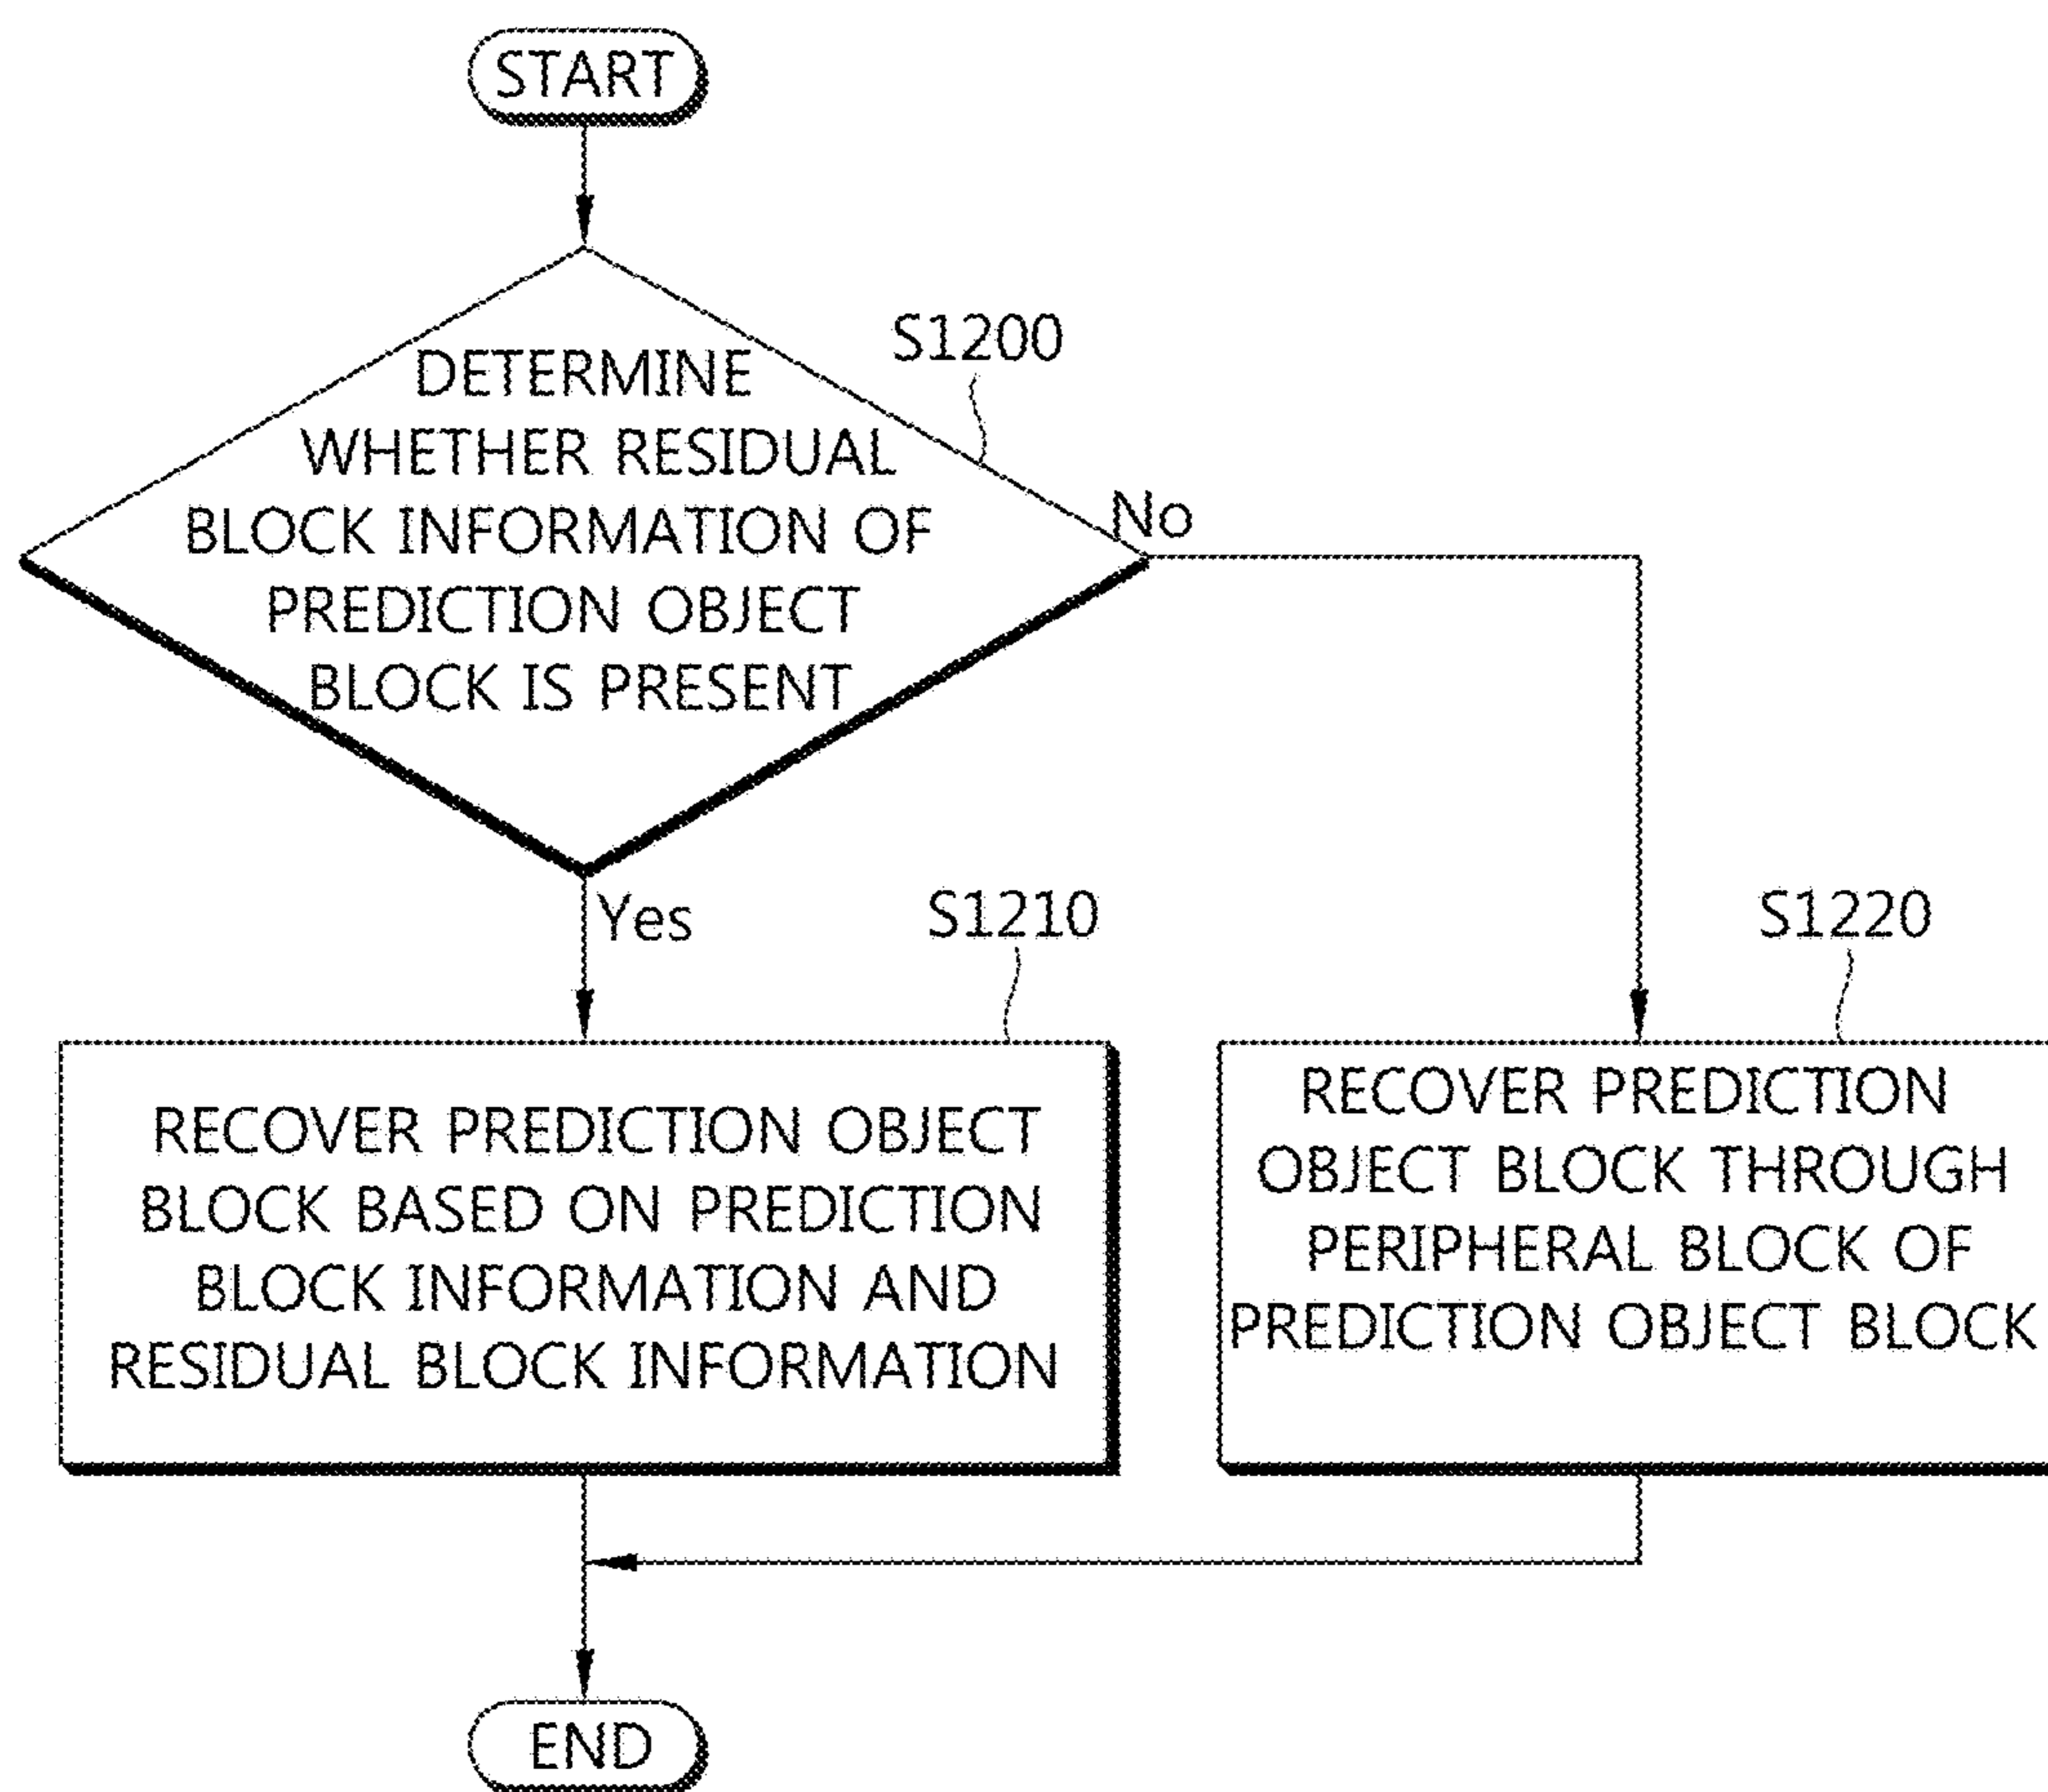 START
S1200
DETERMINE
WHETHER RESIDUAL
BLOCK INFORMATION OF
PREDICTION OBJECT
BLOCK IS PRESENT
No
Yes
S1210
S1220
RECOVER PREDICTION OBJECT
BLOCK BASED ON PREDICTION
BLOCK INFORMATION AND
RESIDUAL BLOCK INFORMATION
RECOVER PREDICTION
OBJECT BLOCK THROUGH
PERIPHERAL BLOCK OF
PREDICTION OBJECT BLOCK
END